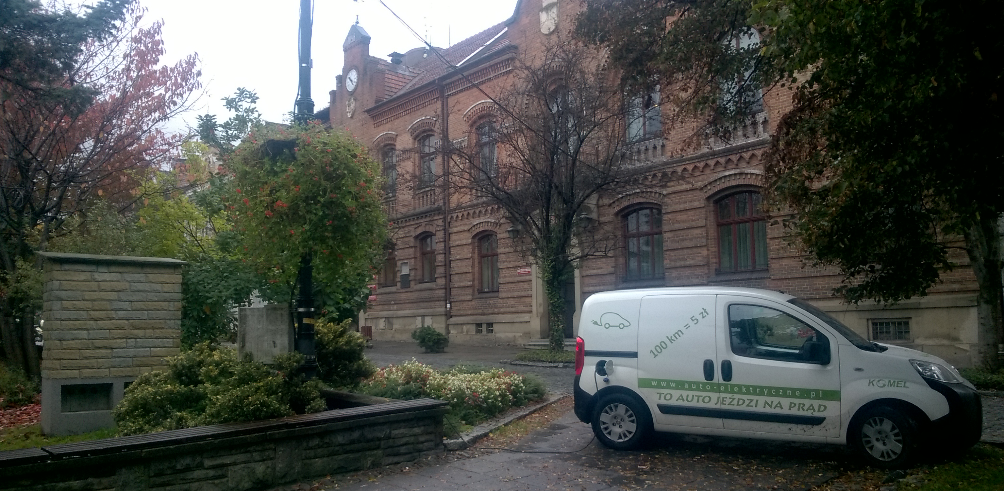 100 km = 5 zł
www.auto-elektryczne.pl
TO AUTO JEŹDZI NA PRĄD
KOMEL